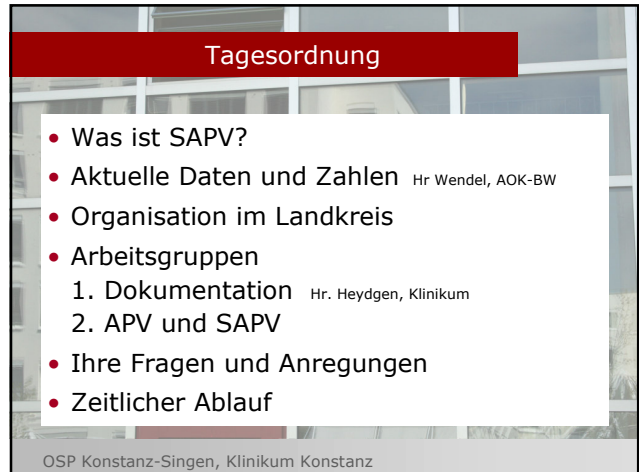 Tagesordnung
• Was ist SAPV?
• Aktuelle Daten und Zahlen Hr Wendel, AOK-BW
• Organisation im Landkreis
• Arbeitsgruppen
1. Dokumentation Hr. Heydgen, Klinikum
2. APV und SAPV
• Ihre Fragen und Anregungen
• Zeitlicher Ablauf
OSP Konstanz-Singen, Klinikum Konstanz